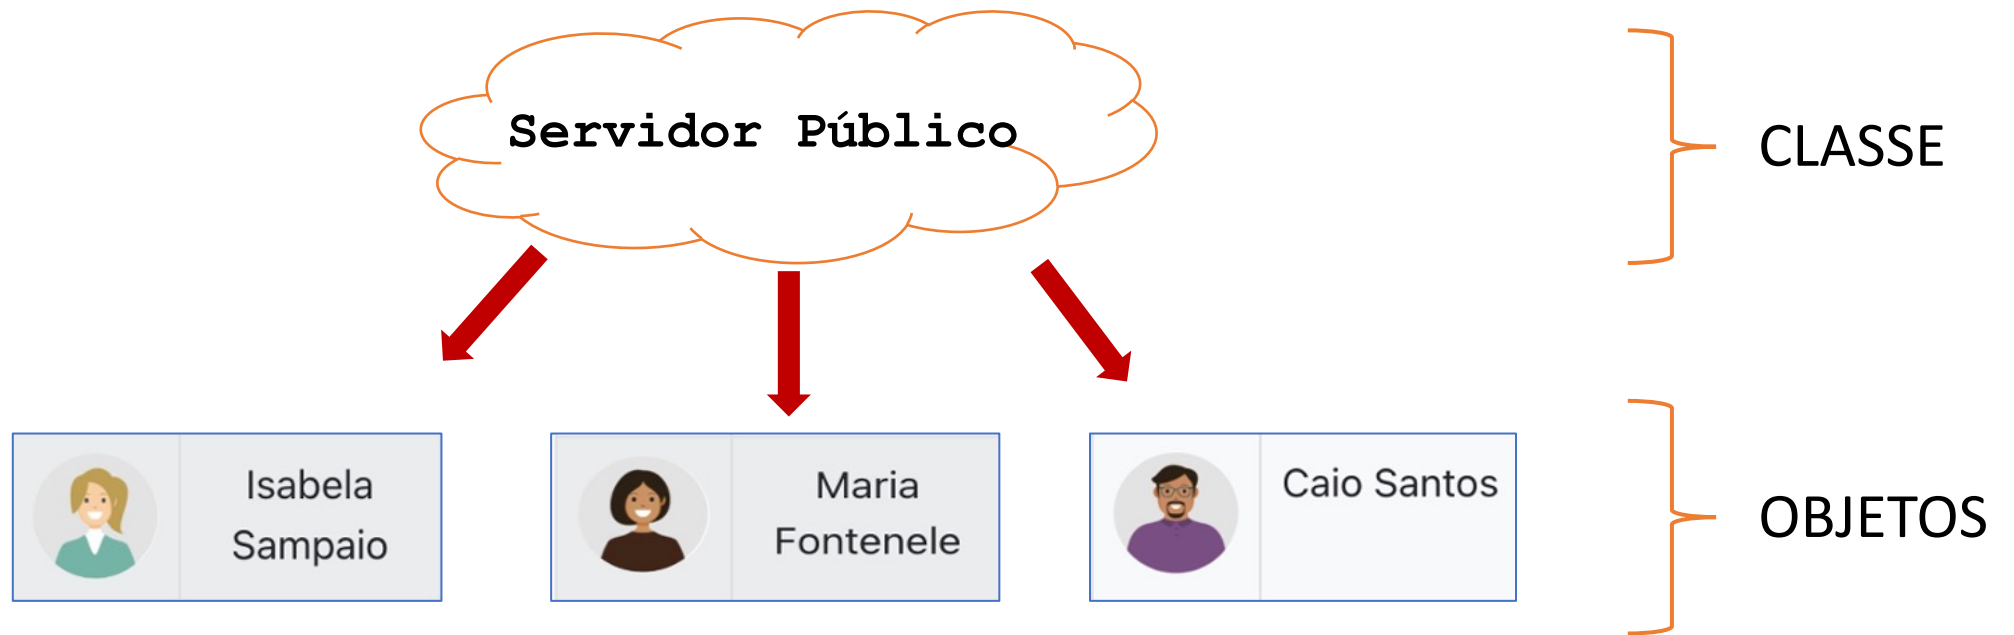 Servidor Público
CLASSE
Isabela
Sampaio
Maria
Fontenele
Caio Santos
OBJETOS